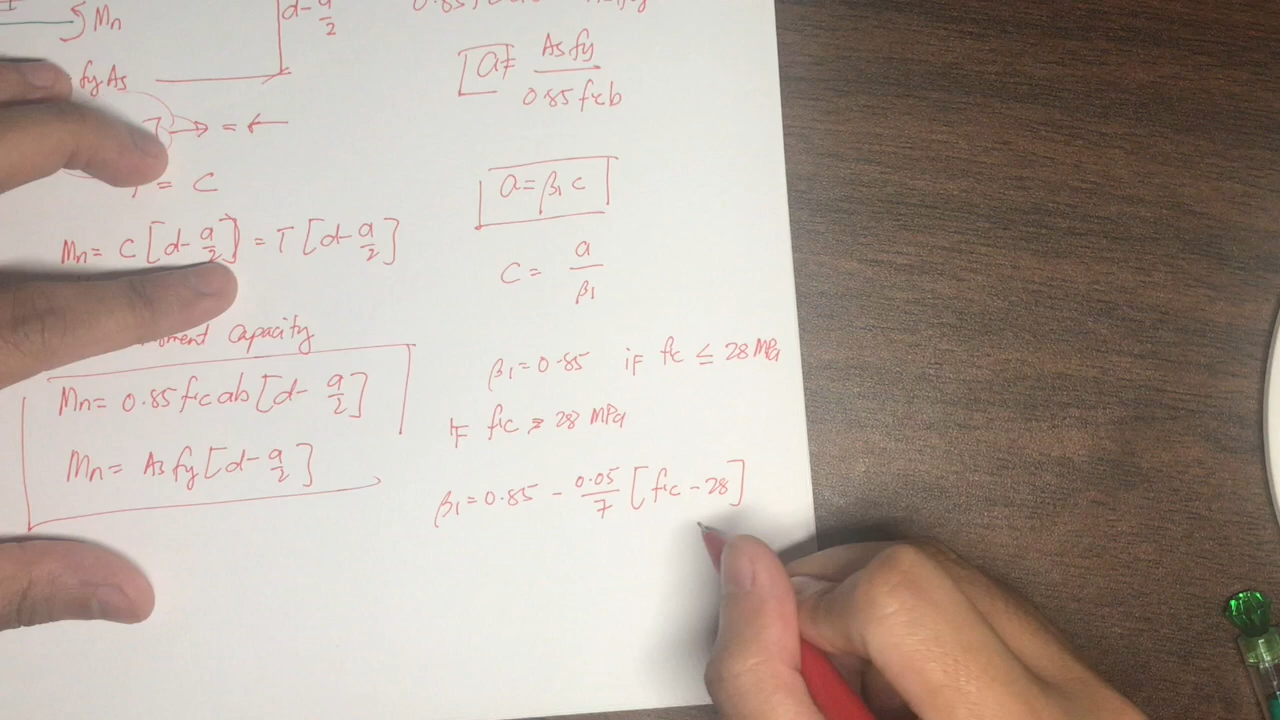 Mn
d- a/2
fy As
T → = ←
= C
Mn = C [d- a/2] = T [d- a/2]
moment capacity
Mn = 0.85 f'c ab [d- a/2]
Mn = As fy [d- a/2]
a = As fy / 0.85 f'c b
a = β1 c
C = a / β1
β1 = 0.85 if f'c ≤ 28 MPa
IF f'c > 28 MPa
β1 = 0.85 - 0.05/7 [f'c - 28]